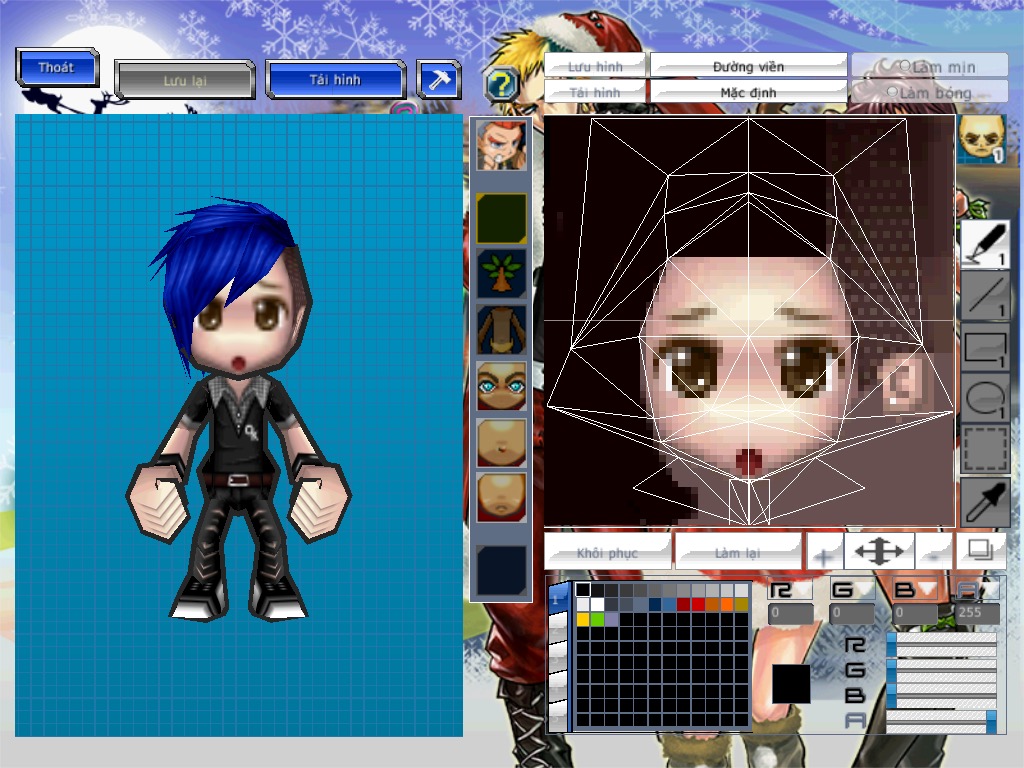 Thoát
Lưu lại
Tải hình
?
Lưu hình
Đường viền
Làm mịn
Tải hình
Mặc định
Làm bóng
1
1
1
1
1
Khôi phục
Làm lại
+
-
1
R
G
B
A
0
0
0
255
R
G
B
A